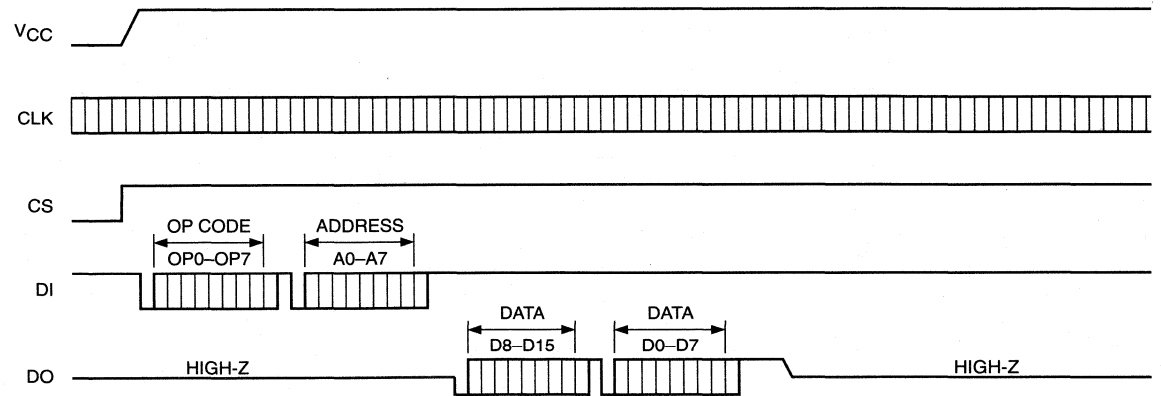 VCC
CLK
CS
OP CODE
ADDRESS
OP0–OP7
A0–A7
DI
DATA
DATA
D8–D15
D0–D7
DO
HIGH-Z
HIGH-Z